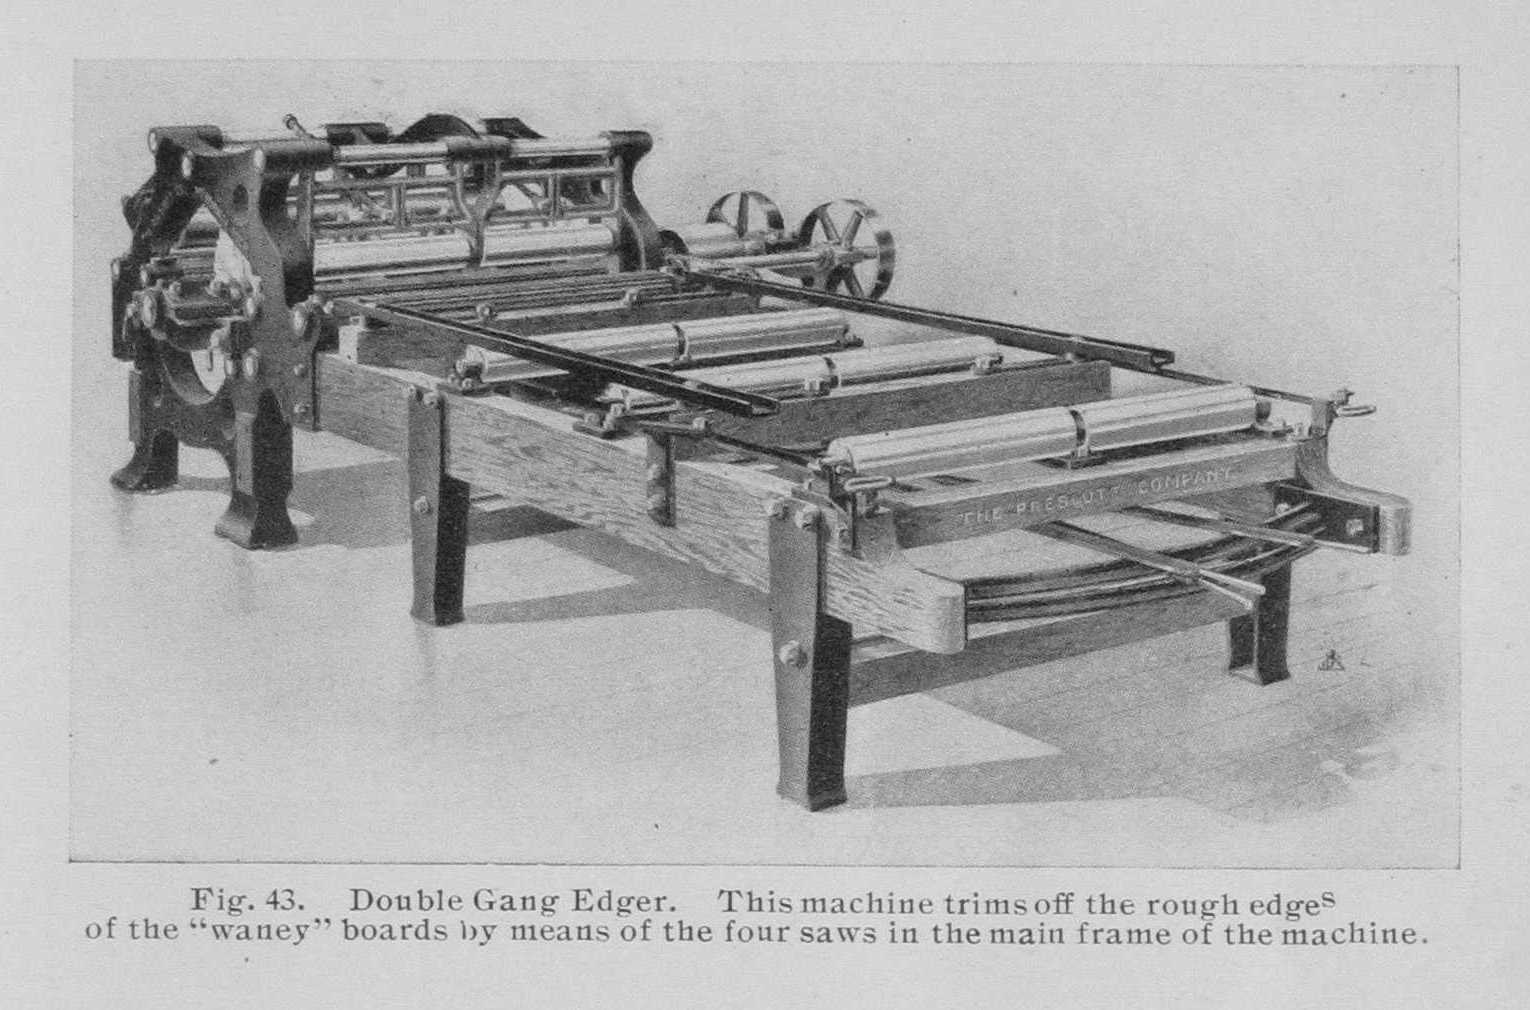 THE PRESCOTT COMPANY
Fig. 43. Double Gang Edger. This machine trims off the rough edges
of the “waney” boards by means of the four saws in the main frame of the machine.